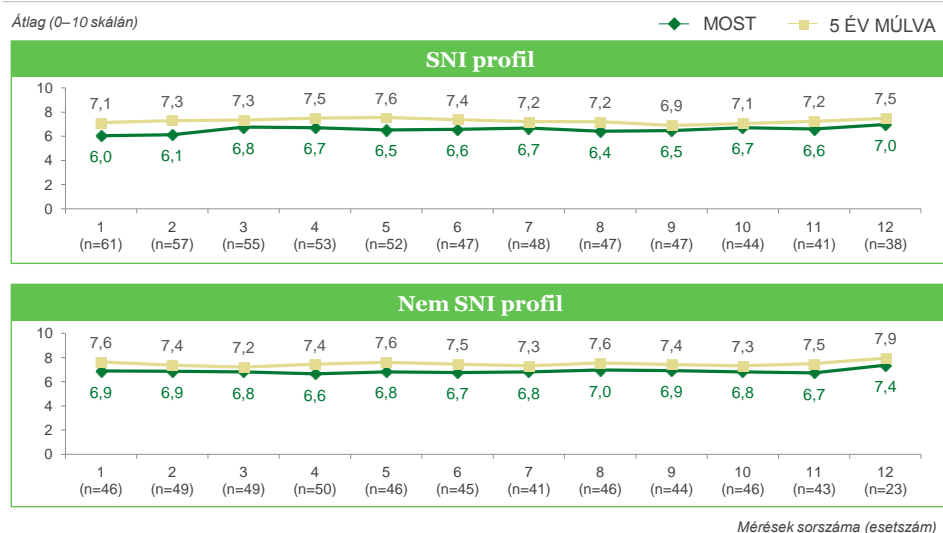 Átlag (0–10 skálán)
MOST
5 ÉV MÚLVA
SNI profil
10
8
6
4
2
0
7,1 7,3 7,3 7,5 7,6 7,4 7,2 7,2 6,9 7,1 7,2 7,5
6,0 6,1 6,8 6,7 6,5 6,6 6,7 6,4 6,5 6,7 6,6 7,0
1 2 3 4 5 6 7 8 9 10 11 12
(n=61) (n=57) (n=55) (n=53) (n=52) (n=47) (n=48) (n=47) (n=47) (n=44) (n=41) (n=38)
Nem SNI profil
10
8
6
4
2
0
7,6 7,4 7,2 7,4 7,6 7,5 7,3 7,6 7,4 7,3 7,5 7,9
6,9 6,9 6,8 6,6 6,8 6,7 6,8 7,0 6,9 6,8 6,7 7,4
1 2 3 4 5 6 7 8 9 10 11 12
(n=46) (n=49) (n=49) (n=50) (n=46) (n=45) (n=41) (n=46) (n=44) (n=46) (n=43) (n=23)
Mérések sorszáma (esetszám)